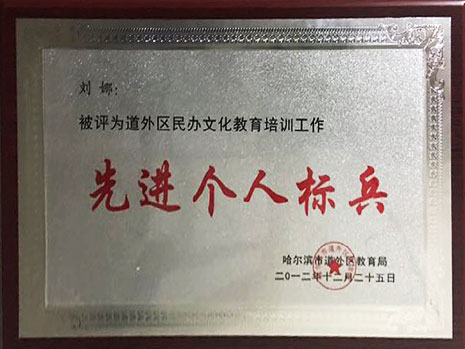 刘娜：
被评为道外区民办文化教育培训工作
先进个人标兵
哈尔滨市道外区教育局
二〇一二年十二月二十五日